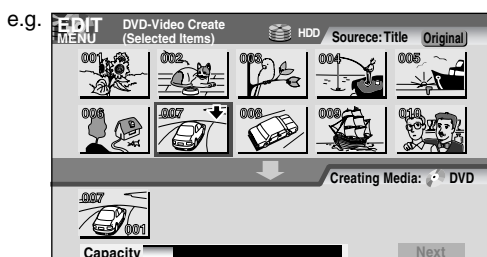 e.g.
EDIT MENU DVD-Video Create (Selected Items) HDD Sourece: Title Original
001 002 003 004 005
006 007 008 009 010
Creating Media: DVD
007
001
Capacity Next